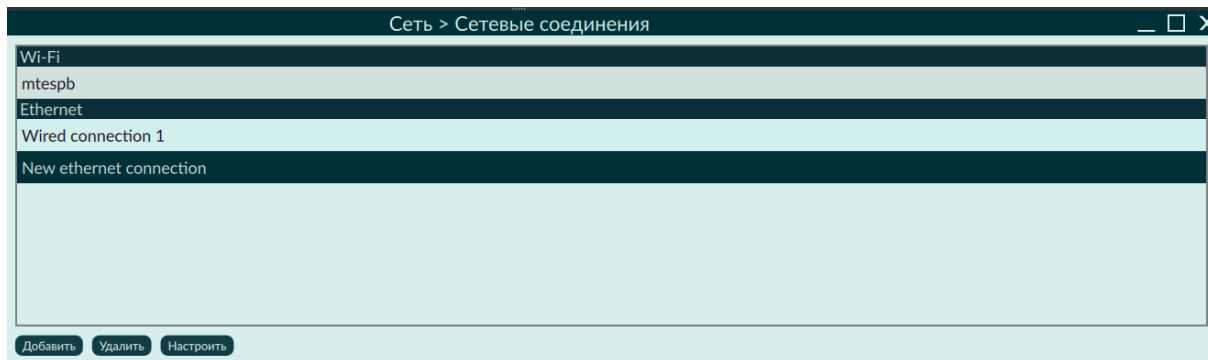 Сеть > Сетевые соединения
Wi-Fi
mtespb
Ethernet
Wired connection 1
New ethernet connection
Добавить Удалить Настроить